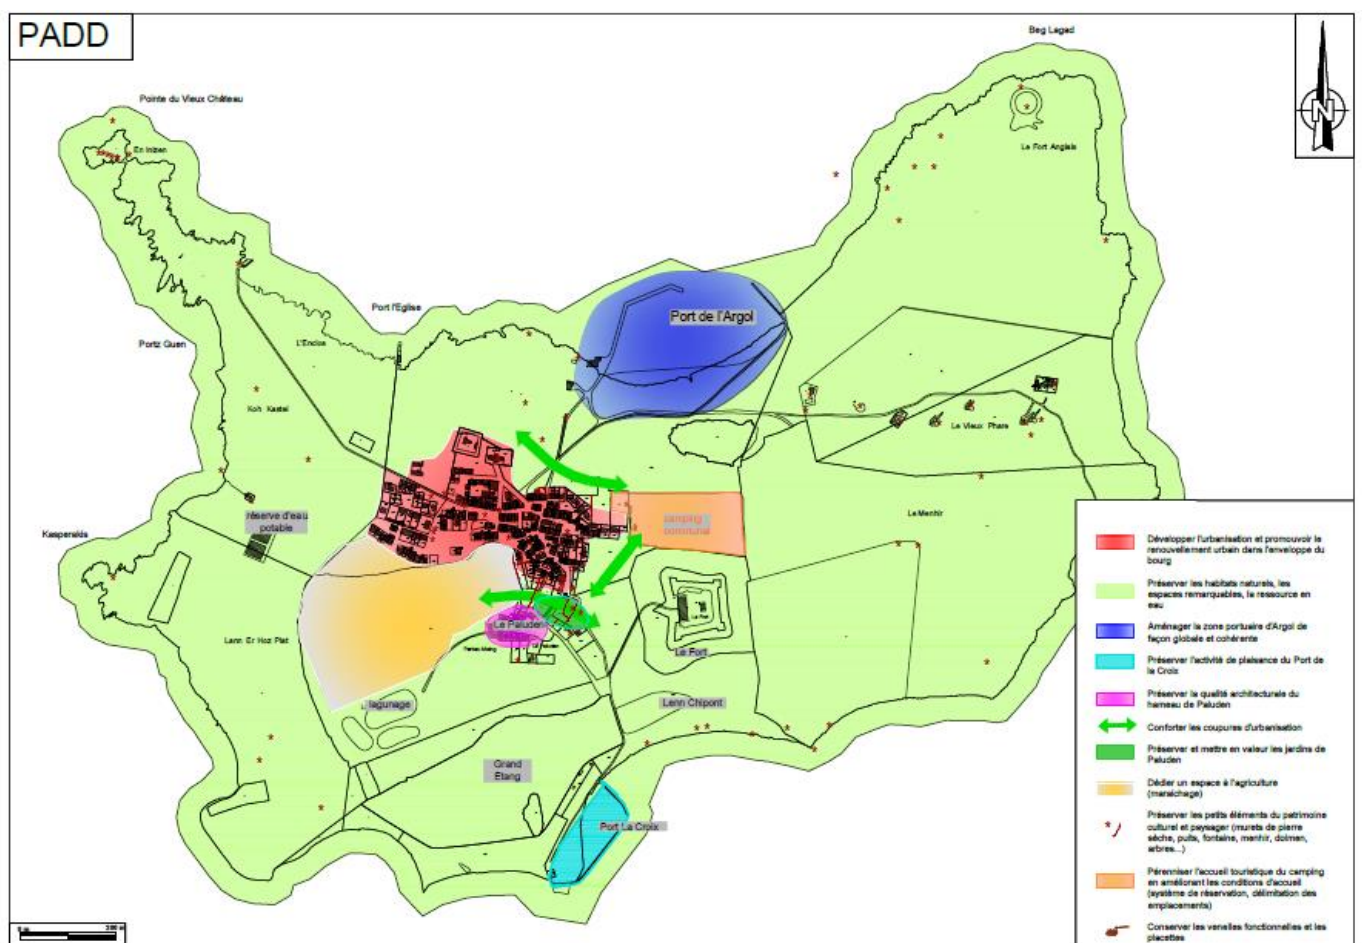 PADD
Beg Lagad
N
Pointe du Vieux Château
En Inizen
Le Fort Anglais
Port l'Eglise
Port de l'Argol
Portz Guen
L'Enclos
Koh Kastel
Le Vieux Phare
réserve d'eau
potable
camping
communal
Le Menhir
Kasperakis
Le Fort
Le Paluden
Lann Er Hoz Plat
Le Fort
lagunage
Lenn Chipont
Grand
Etang
Port La Croix
Développer l'urbanisation et promouvoir le
renouvellement urbain dans l'enveloppe du
bourg
Préserver les habitats naturels, les
espaces remarquables, la ressource en
eau
Aménager la zone portuaire d'Argol de
façon globale et cohérente
Préserver l'activité de plaisance du Port de
la Croix
Préserver la qualité architecturale du
hameau de Paluden
Conforter les coupures d'urbanisation
Préserver et mettre en valeur les jardins de
Paluden
Dédier un espace à l'agriculture
(maraîchage)
Préserver les petits éléments du patrimoine
culturel et paysager (murets de pierre
sèche, puits, fontaine, menhir, dolmen,
arbres...)
Pérenniser l'accueil touristique du camping
en améliorant les conditions d'accueil
(système de réservation, délimitation des
emplacements)
Conserver les venelles fonctionnelles et les
placettes
0 m